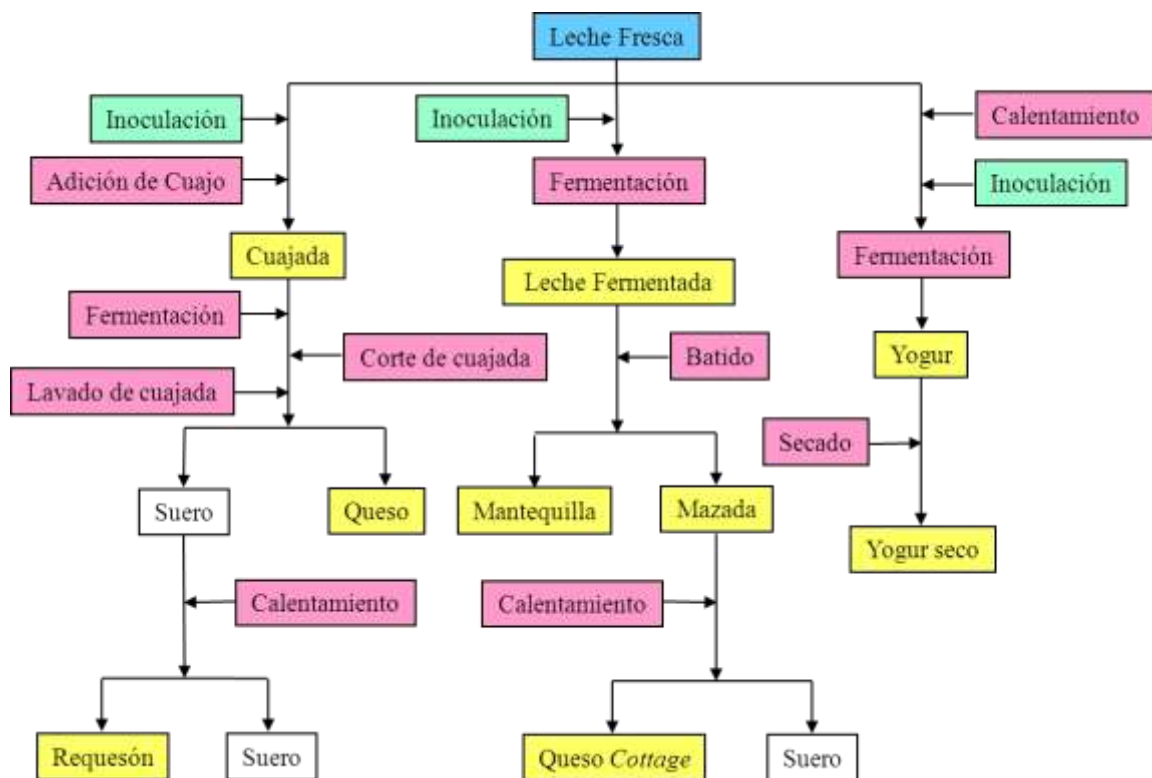 Leche Fresca
Inoculación
Inoculación
Calentamiento
Adición de Cuajo
Fermentación
Inoculación
Cuajada
Leche Fermentada
Fermentación
Fermentación
Corte de cuajada
Batido
Yogur
Lavado de cuajada
Secado
Suero
Queso
Mantequilla
Mazada
Yogur seco
Calentamiento
Calentamiento
Requesón
Suero
Queso Cottage
Suero